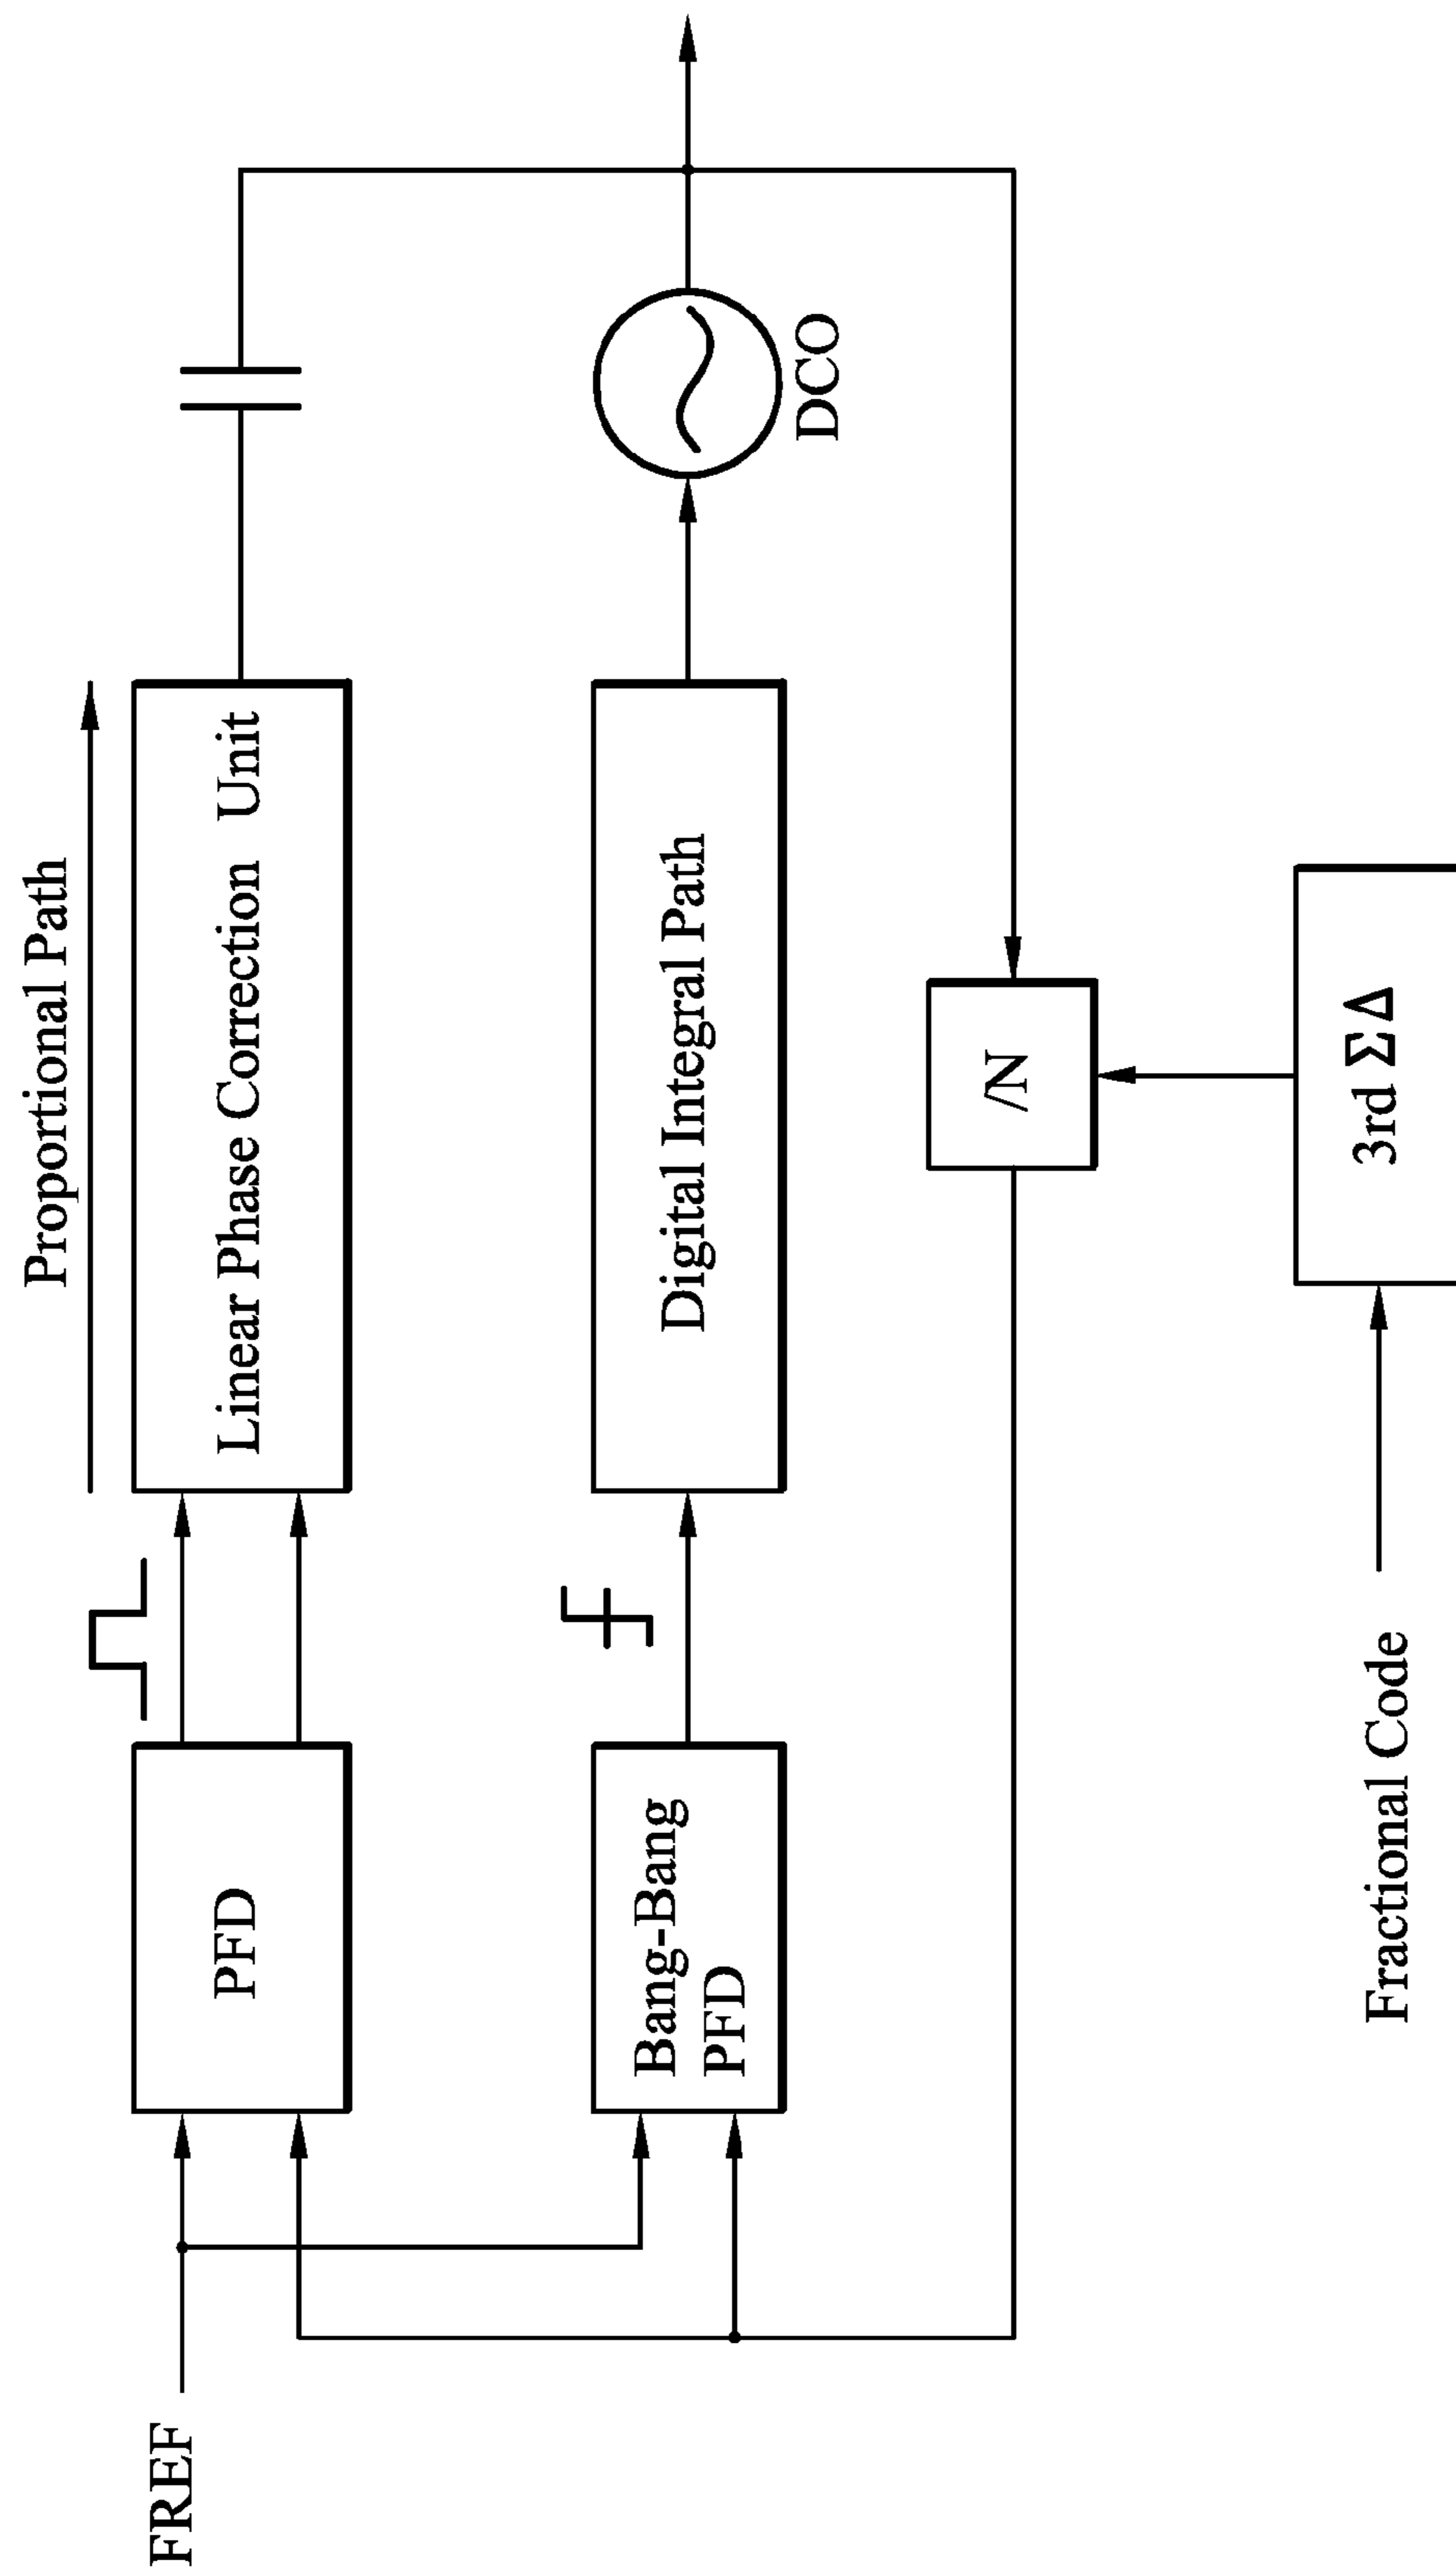 Proportional Path
FREF
PFD
Linear Phase Correction Unit
Bang-Bang
PFD
Digital Integral Path
DCO
/N
3rd ΣΔ
Fractional Code